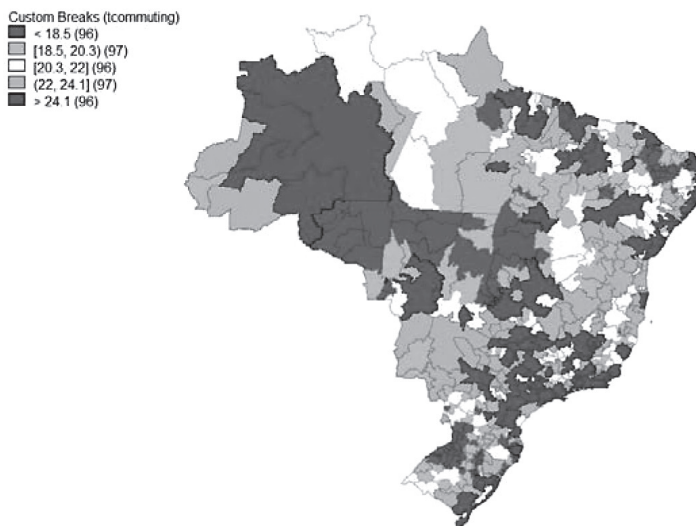 Custom Breaks (tcommuting)
< 18.5 (96)
[18.5, 20.3) (97)
[20.3, 22] (96)
(22, 24.1] (97)
> 24.1 (96)